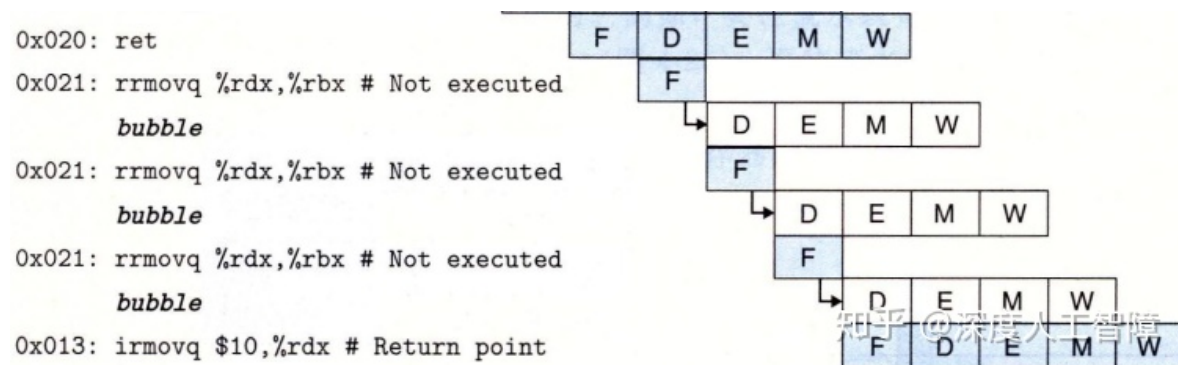 0x020: ret F D E M W
0x021: rrmovq %rdx,%rbx # Not executed F
bubble D E M W
0x021: rrmovq %rdx,%rbx # Not executed F
bubble D E M W
0x021: rrmovq %rdx,%rbx # Not executed F
bubble D E M W
0x013: irmovq $10,%rdx # Return point F D E M W
知乎 @深度人工智障